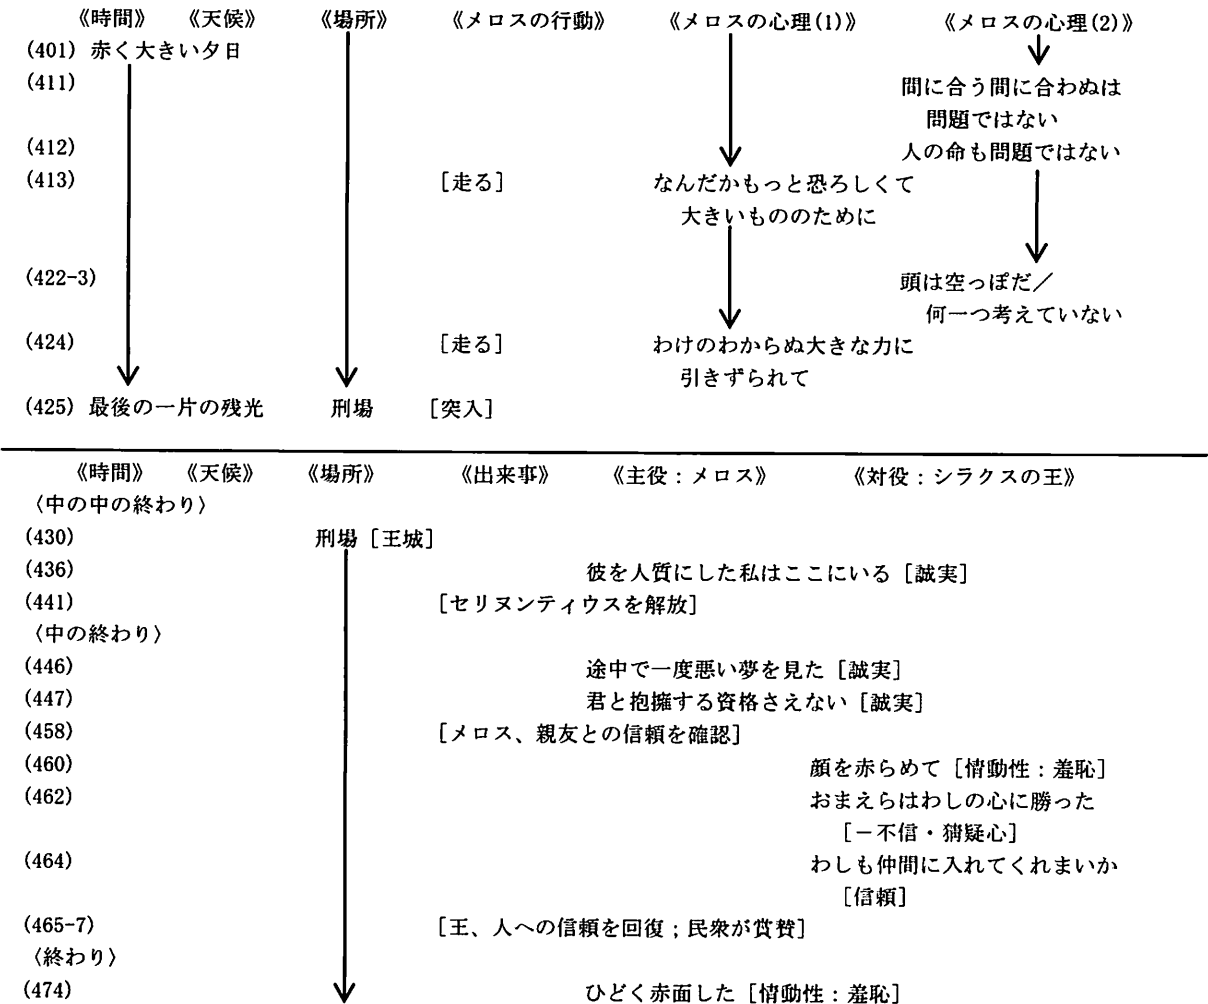 《時間》 《天候》 《場所》 《メロスの行動》 《メロスの心理(1)》 《メロスの心理(2)》
(401) 赤く大きい夕日
(411) 間に合う間に合わぬは
問題ではない
(412) 人の命も問題ではない
(413) [走る] なんだかもっと恐ろしくて
大きいもののために
(422-3) 頭は空っぽだ/
何一つ考えていない
(424) [走る] わけのわからぬ大きな力に
引きずられて
(425) 最後の一片の残光 刑場 [突入]
《時間》 《天候》 《場所》 《出来事》 《主役:メロス》 《対役:シラクスの王》
〈中の中の終わり〉
(430) 刑場[王城]
(436) 彼を人質にした私はここにいる[誠実]
(441) [セリヌンティウスを解放]
〈中の終わり〉
(446) 途中で一度悪い夢を見た[誠実]
(447) 君と抱擁する資格さえない[誠実]
(458) [メロス、親友との信頼を確認]
(460) 顔を赤らめて[情動性:羞恥]
(462) おまえらはわしの心に勝った
[-不信・猜疑心]
(464) わしも仲間に入れてくれまいか
[信頼]
(465-7) [王、人への信頼を回復;民衆が賞賛]
〈終わり〉
(474) ひどく赤面した[情動性:羞恥]